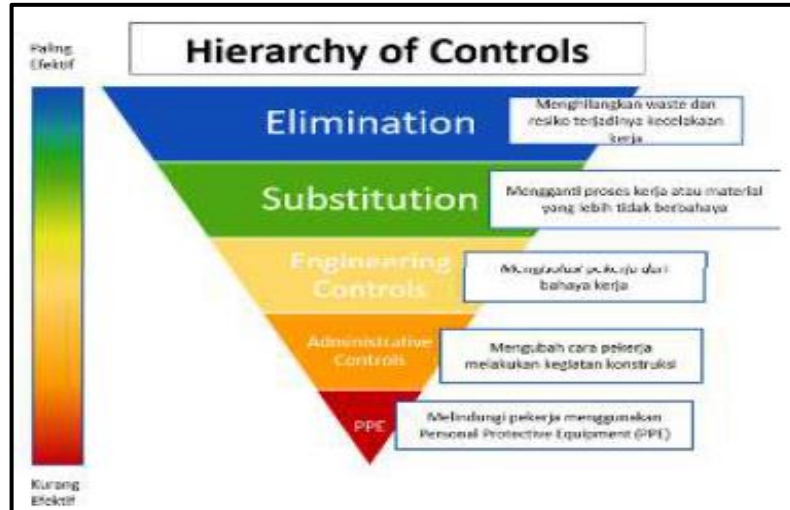 Hierarchy of Controls
Paling
Efektif
Elimination
Menghilangkan waste dan
resiko terjadinya kecelakaan
kerja
Substitution
Mengganti proses kerja atau material
yang lebih tidak berbahaya
Engineering
Controls
Mengisolasi pekerja dari
bahaya kerja
Administrative
Controls
Mengubah cara pekerja
melakukan kegiatan konstruksi
PPE
Melindungi pekerja menggunakan
Personal Protective Equipment (PPE)
Kurang
Efektif